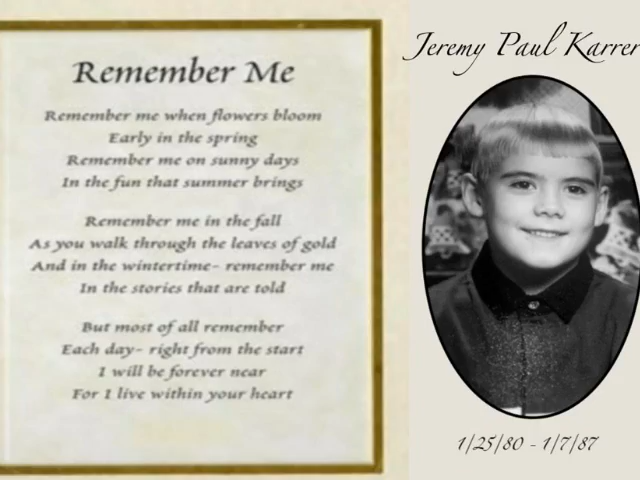 Remember Me
Remember me when flowers bloom
Early in the spring
Remember me on sunny days
In the fun that summer brings
Remember me in the fall
As you walk through the leaves of gold
And in the wintertime- remember me
In the stories that are told
But most of all remember
Each day- right from the start
I will be forever near
For I live within your heart
Jeremy Paul Karrer
1/25/80 - 1/7/87